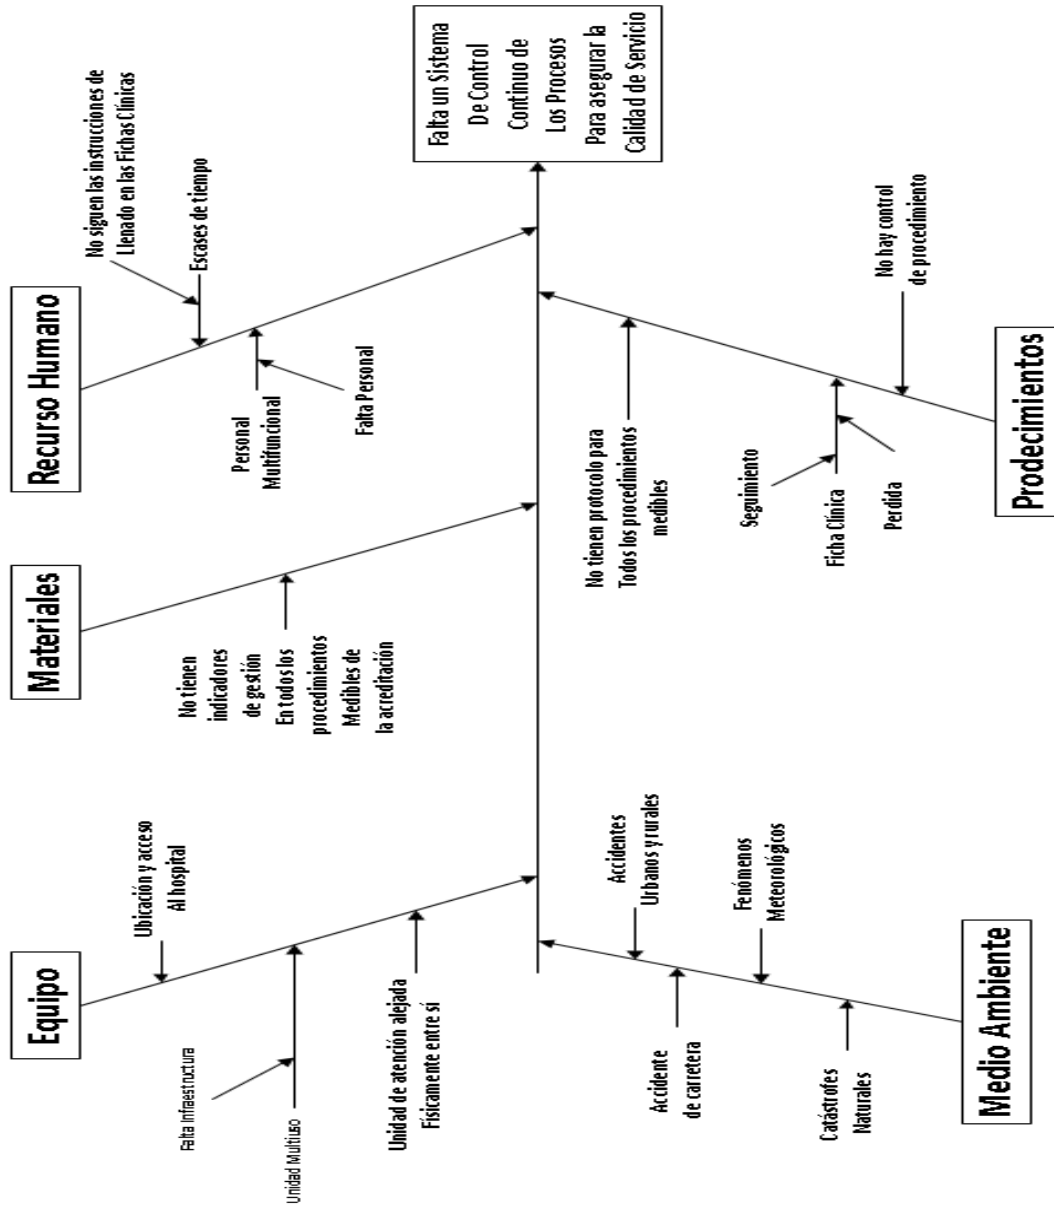 Equipo
Ubicación y acceso
Al hospital
Falta Infraestructura
Unidad Multiuso
Unidad de atención alejada
Físicamente entre sí
Materiales
No tienen
indicadores
de gestión
En todos los
procedimientos
Medibles de
la acreditación
Recurso Humano
No siguen las instrucciones de
Llenado en las Fichas Clínicas
Escases de tiempo
Personal
Multifuncional
Falta Personal
Falta un Sistema
De Control
Continuo de
Los Procesos
Para asegurar la
Calidad de Servicio
Accidentes
Urbanos y rurales
Accidente
de carretera
Fenómenos
Meteorológicos
Catástrofes
Naturales
Medio Ambiente
No tienen protocolo para
Todos los procedimientos
medibles
Seguimiento
Ficha Clínica
Perdida
No hay control
de procedimiento
Prodecimientos